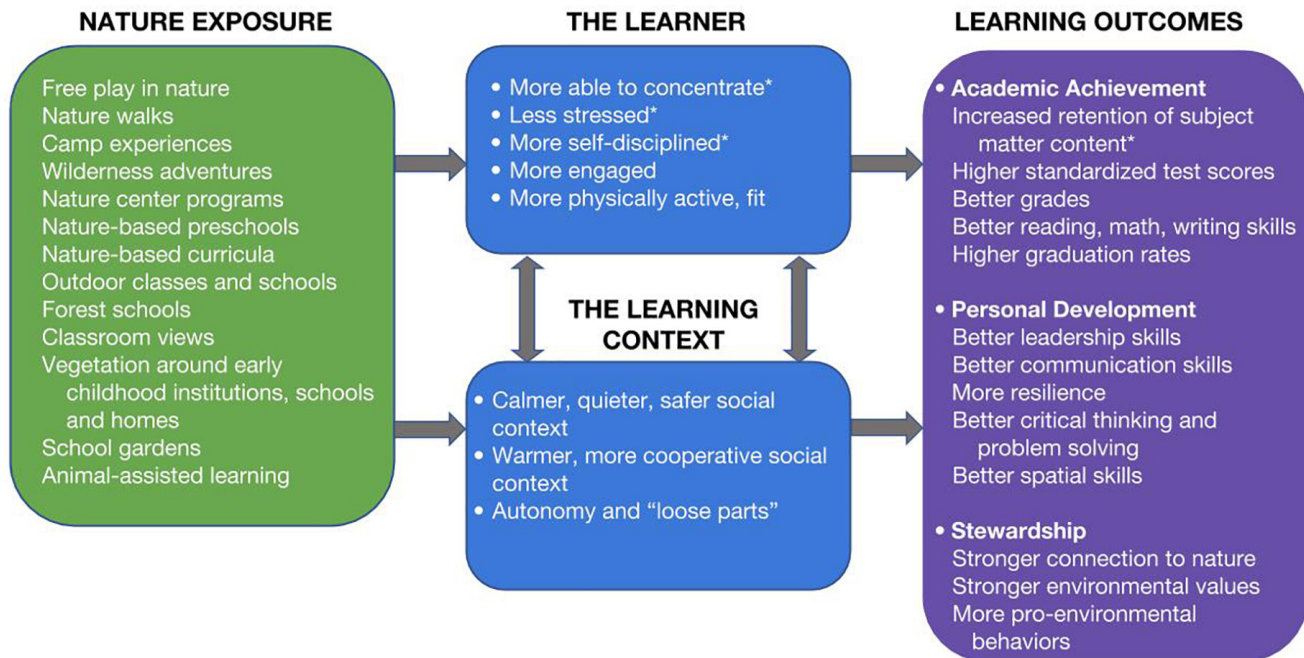 NATURE EXPOSURE
Free play in nature
Nature walks
Camp experiences
Wilderness adventures
Nature center programs
Nature-based preschools
Nature-based curricula
Outdoor classes and schools
Forest schools
Classroom views
Vegetation around early
childhood institutions, schools
and homes
School gardens
Animal-assisted learning
THE LEARNER
• More able to concentrate*
• Less stressed*
• More self-disciplined*
• More engaged
• More physically active, fit
THE LEARNING
CONTEXT
• Calmer, quieter, safer social
context
• Warmer, more cooperative social
context
• Autonomy and “loose parts”
LEARNING OUTCOMES
• Academic Achievement
Increased retention of subject
matter content*
Higher standardized test scores
Better grades
Better reading, math, writing skills
Higher graduation rates
• Personal Development
Better leadership skills
Better communication skills
More resilience
Better critical thinking and
problem solving
Better spatial skills
• Stewardship
Stronger connection to nature
Stronger environmental values
More pro-environmental
behaviors